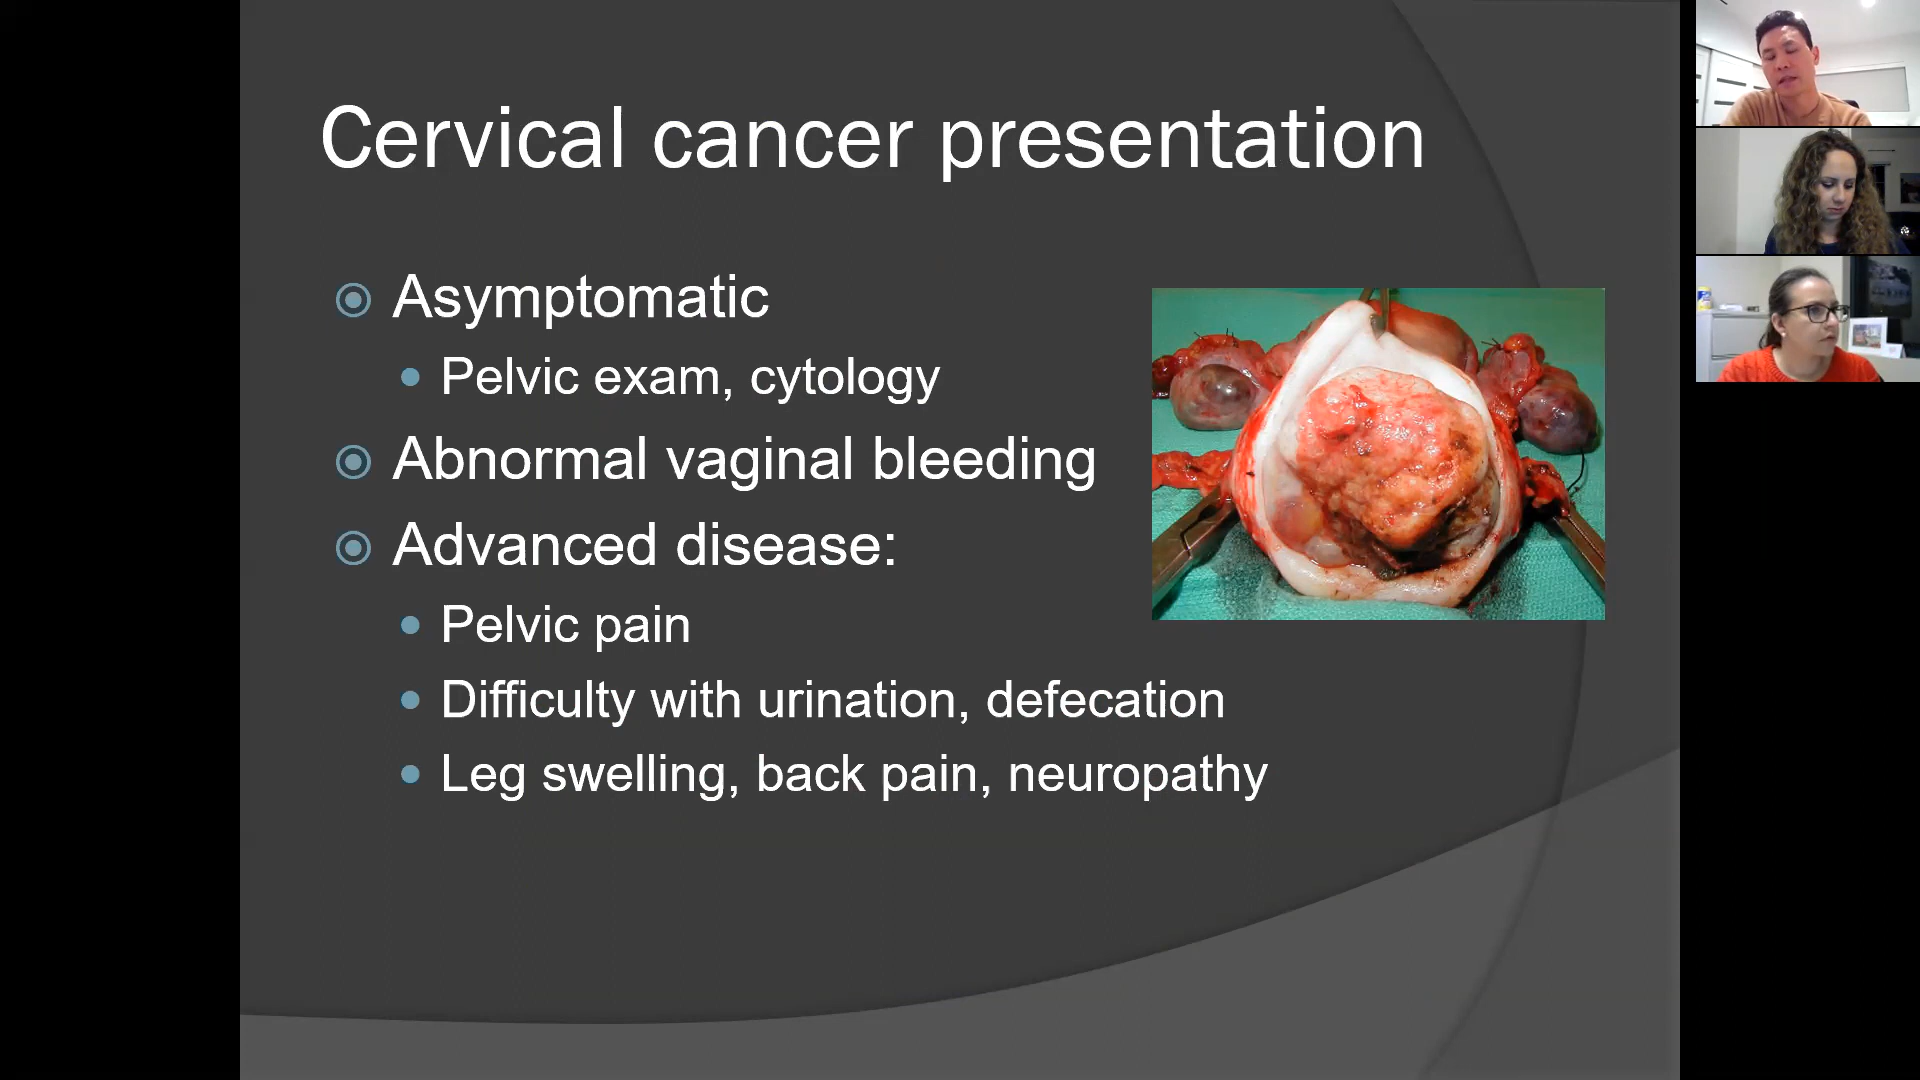 Cervical cancer presentation
Asymptomatic
Pelvic exam, cytology
Abnormal vaginal bleeding
Advanced disease:
Pelvic pain
Difficulty with urination, defecation
Leg swelling, back pain, neuropathy